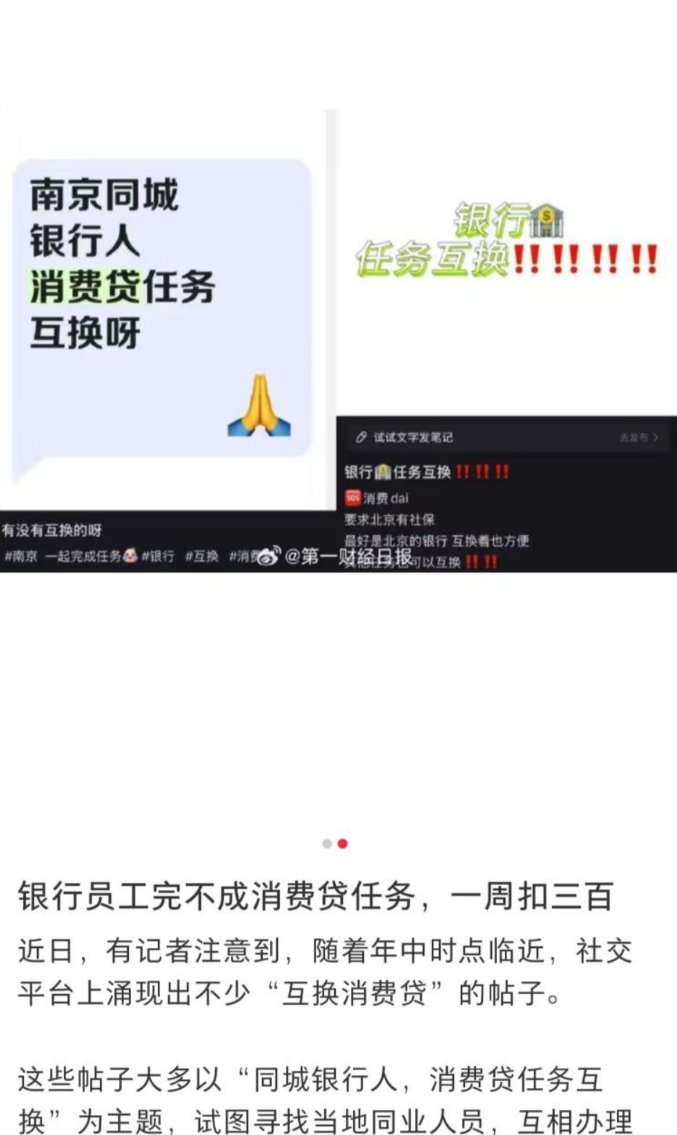 南京同城
银行人
消费贷任务
互换呀
有没有互换的呀
#南京 一起完成任务 #银行 #互换 #消费
银行
任务互换!! !! !! !!
试试文字发笔记
去发布
银行任务互换 !! !! !!
SOS 消费dai
要求北京有社保
最好是北京的银行 互换着也方便
可以互换 !! !!
@第一财经日报
银行员工完不成消费贷任务，一周扣三百
近日，有记者注意到，随着年中时点临近，社交
平台上涌现出不少“互换消费贷”的帖子。
这些帖子大多以“同城银行人，消费贷任务互
换”为主题，试图寻找当地同业人员，互相办理